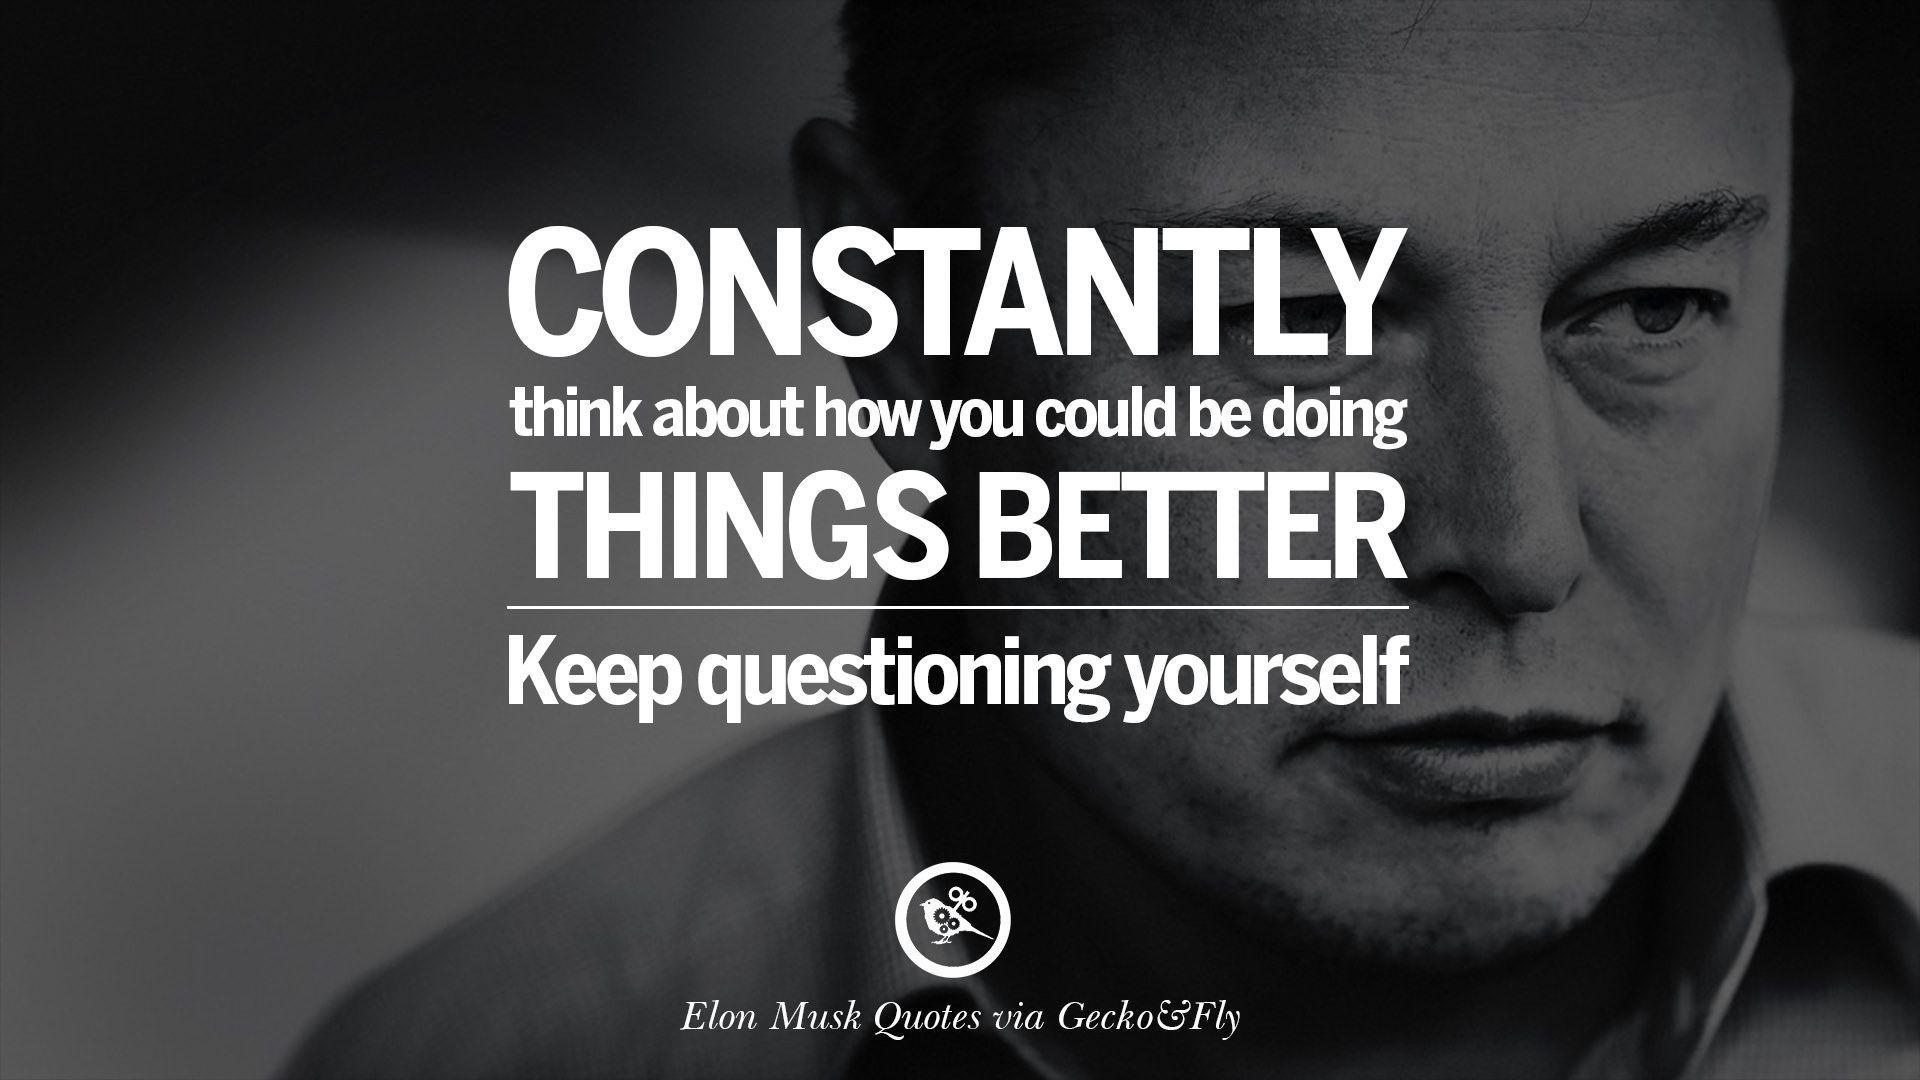 CONSTANTLY
think about how you could be doing
THINGS BETTER
Keep questioning yourself
Elon Musk Quotes via Gecko&Fly